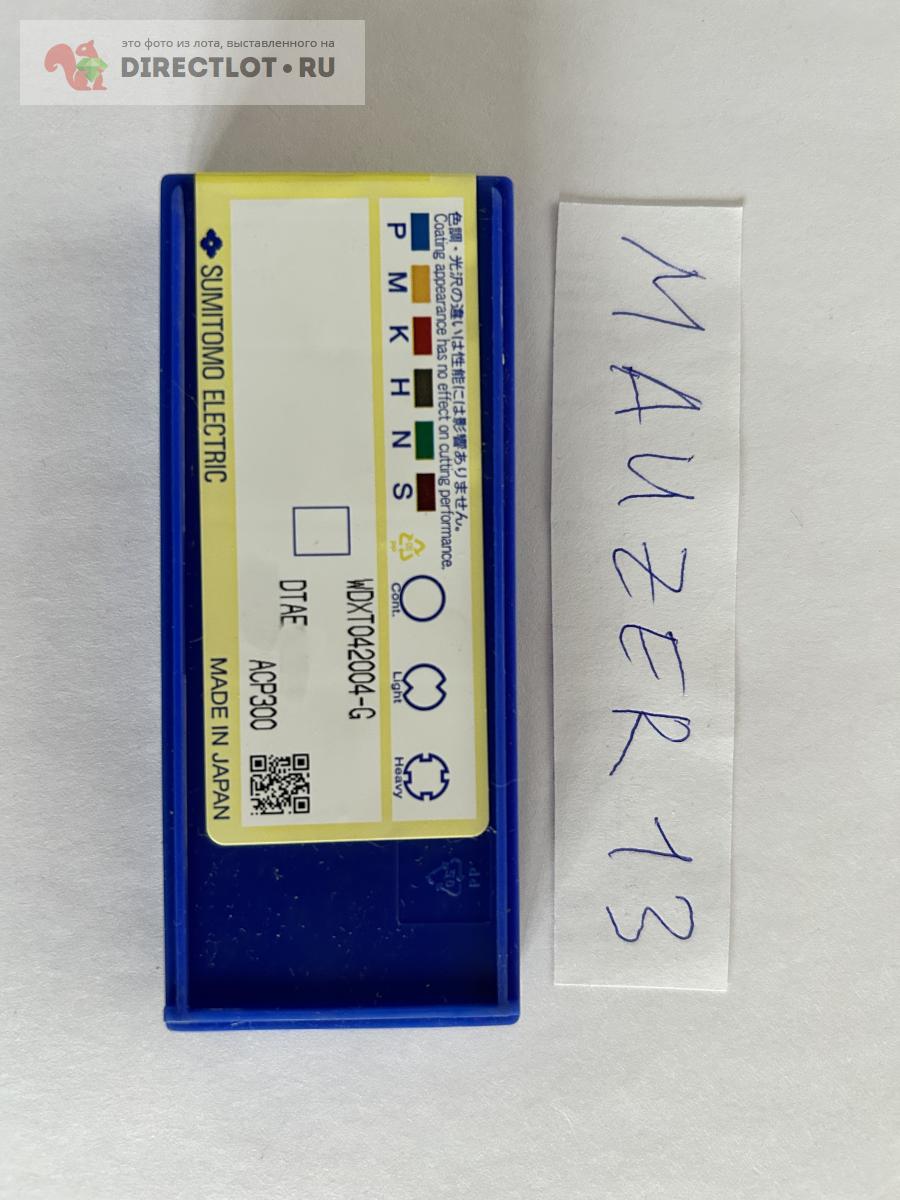 это фото из лота, выставленного на
DIRECTLOT.RU
色調・光沢の違いは性能には影響ありません。
Coating appearance has no effect on cutting performance.
P M K H N S
Cont. Light Heavy
WDXT042004-G
DTAE
ACP300
SUMITOMO ELECTRIC
MADE IN JAPAN
MAUZER 13